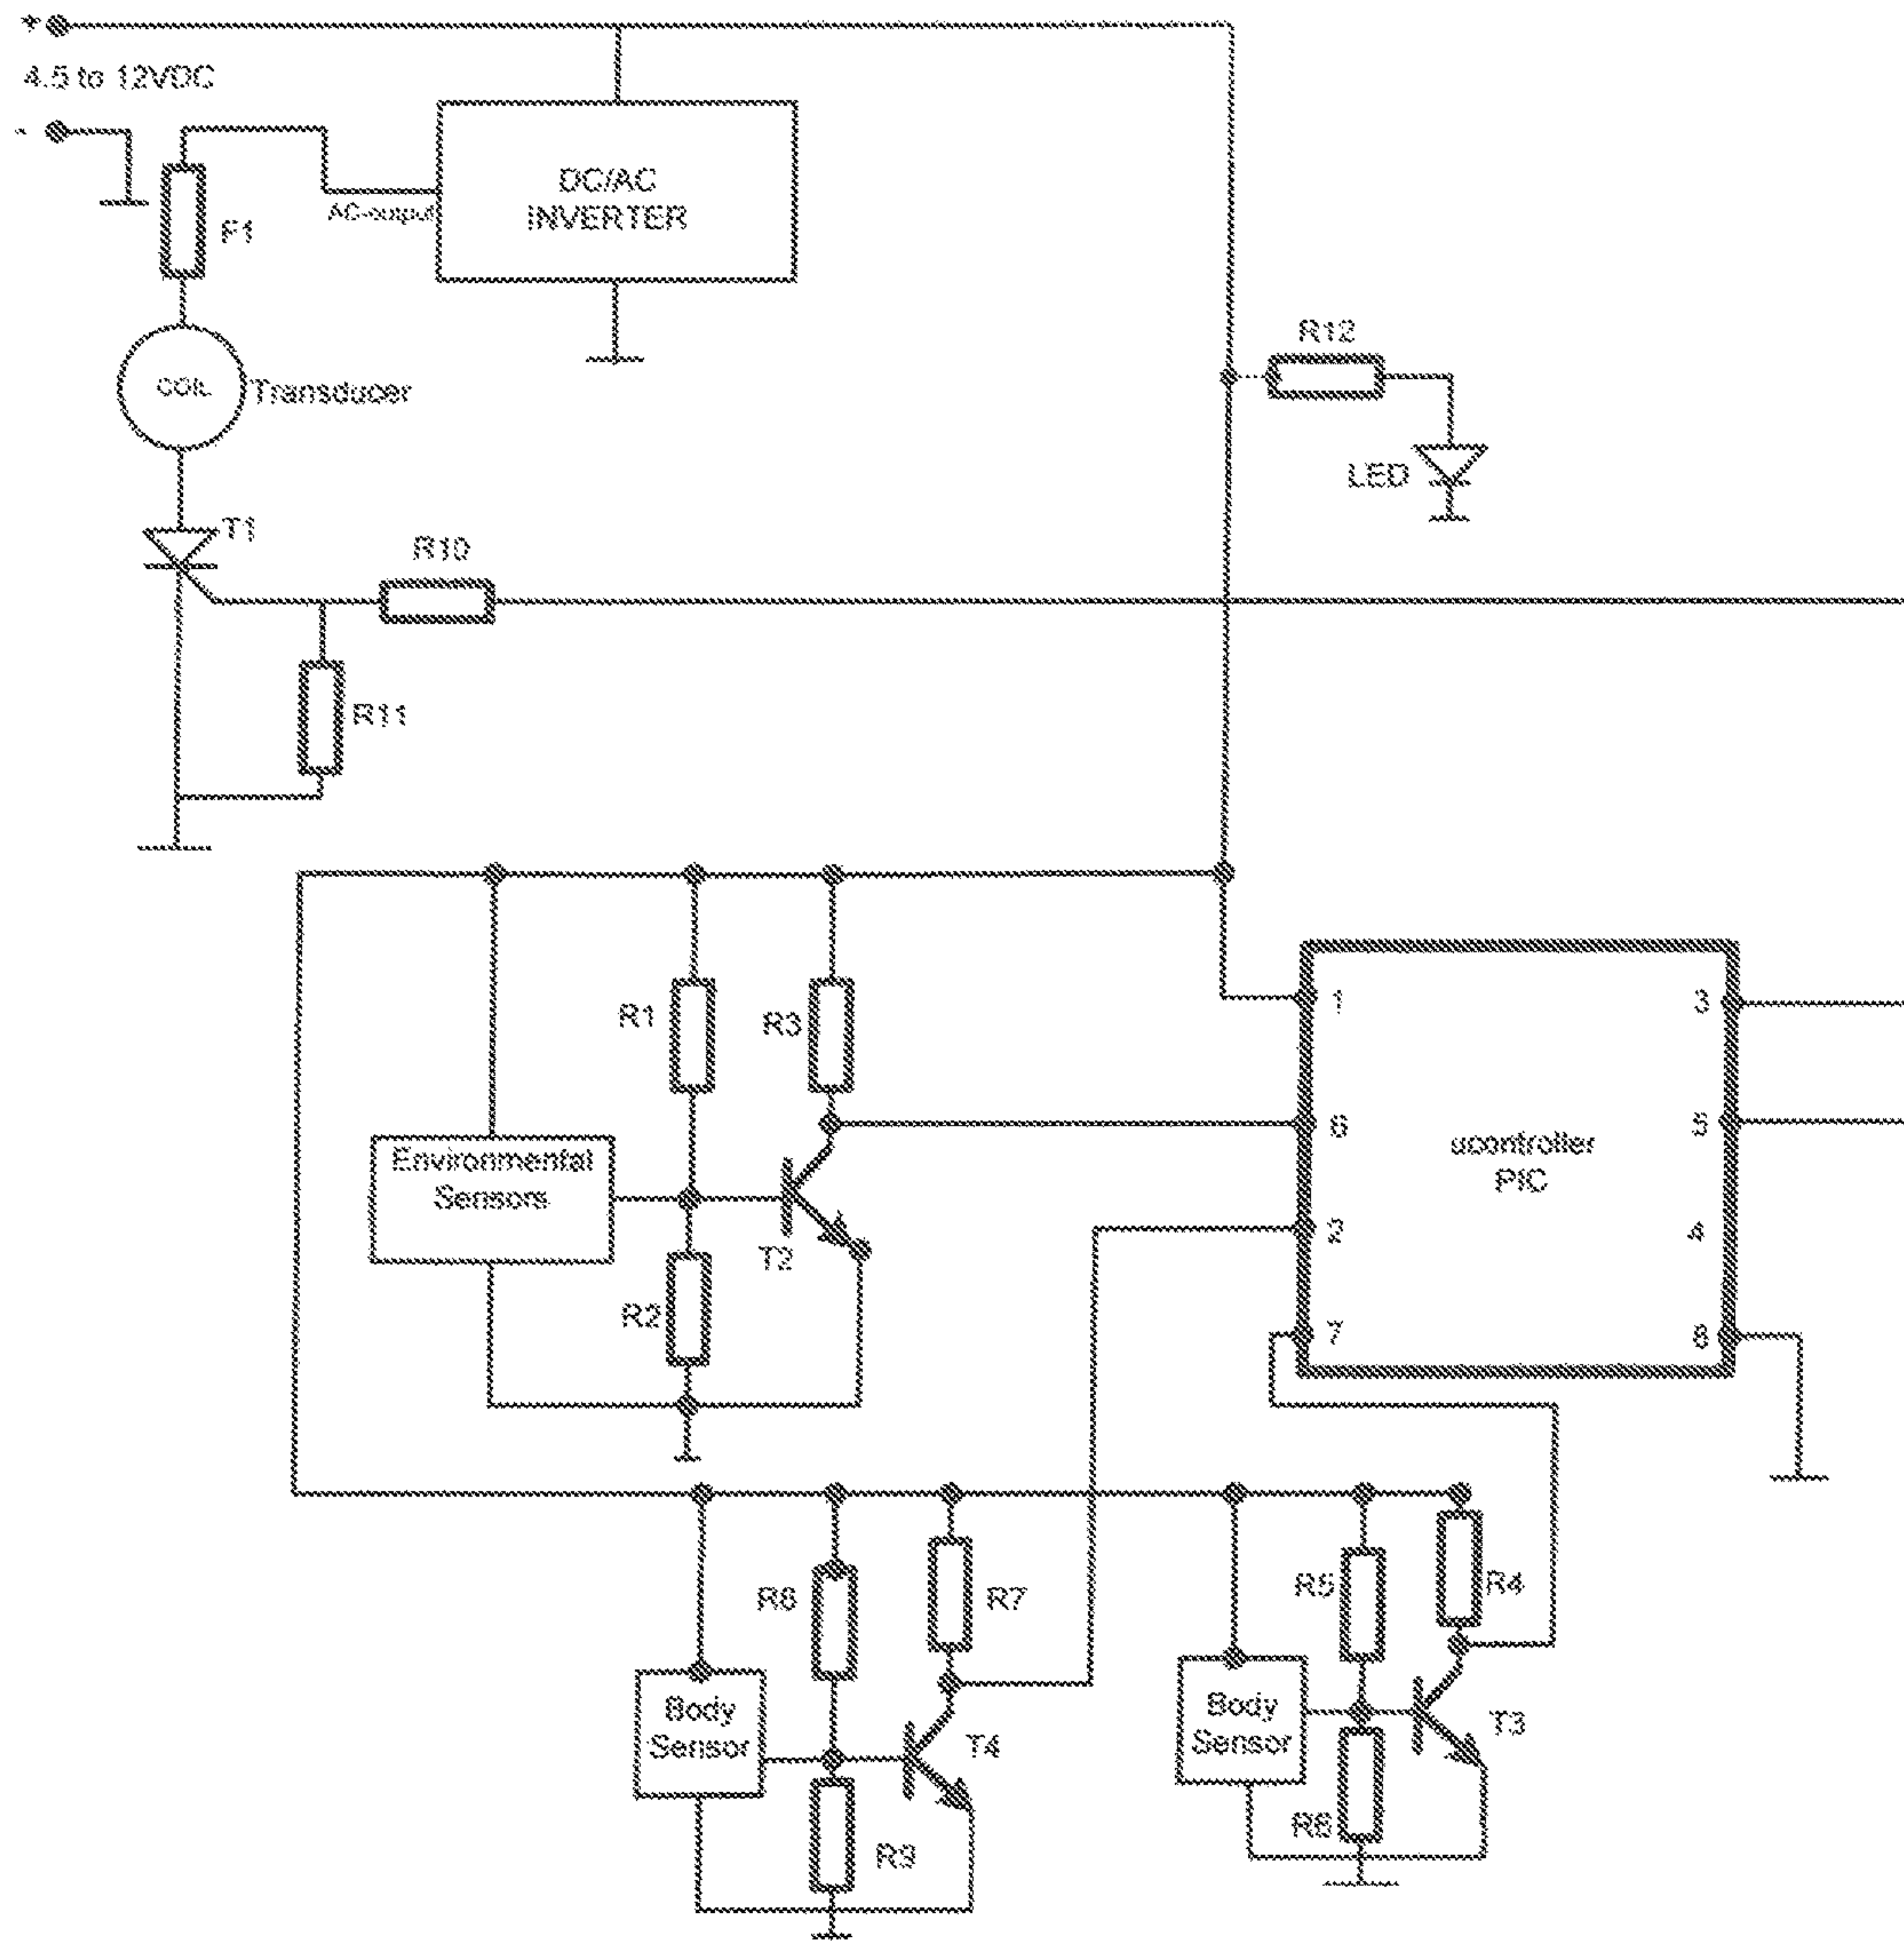 +
4.5 to 12VDC
-
DC/AC
INVERTER
AC-output
F1
R12
COIL
Transducer
LED
T1
R10
R11
R1
R3
1
3
6
5
ucontroller
PIC
Environmental
Sensors
2
4
T2
R2
7
8
R5
R4
R7
Body
Sensor
Body
Sensor
T3
T4
R9